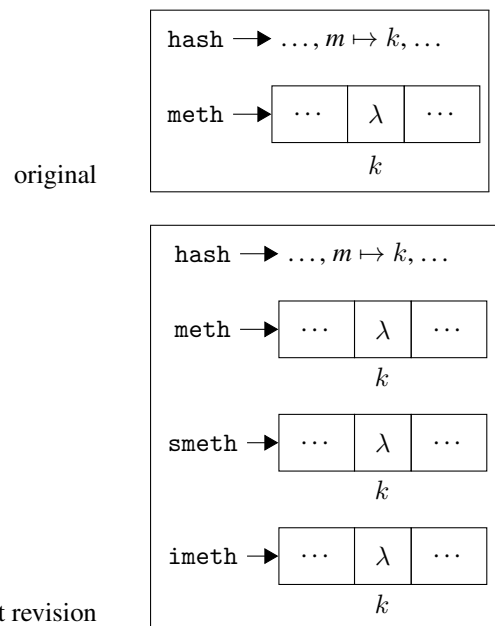 hash … , m ↦ k, …
meth ⋯ λ ⋯
k
original
hash … , m ↦ k, …
meth ⋯ λ ⋯
k
smeth ⋯ λ ⋯
k
imeth ⋯ λ ⋯
k
t revision